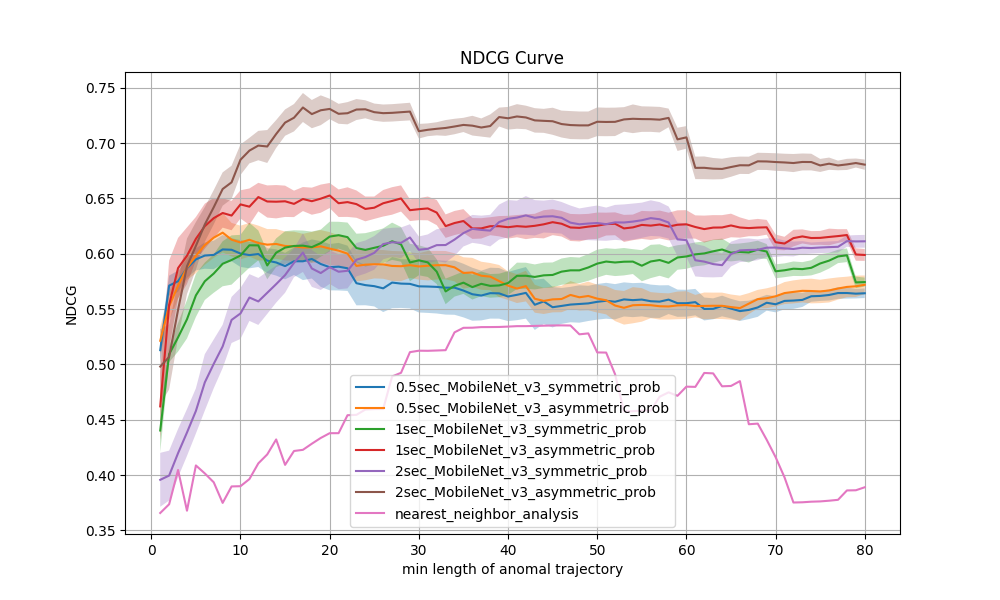 NDCG Curve
0.75
0.70
0.65
0.60
0.55
0.50
0.45
0.40
0.35
NDCG
0.5sec_MobileNet_v3_symmetric_prob
0.5sec_MobileNet_v3_asymmetric_prob
1sec_MobileNet_v3_symmetric_prob
1sec_MobileNet_v3_asymmetric_prob
2sec_MobileNet_v3_symmetric_prob
2sec_MobileNet_v3_asymmetric_prob
nearest_neighbor_analysis
0 10 20 30 40 50 60 70 80
min length of anomal trajectory